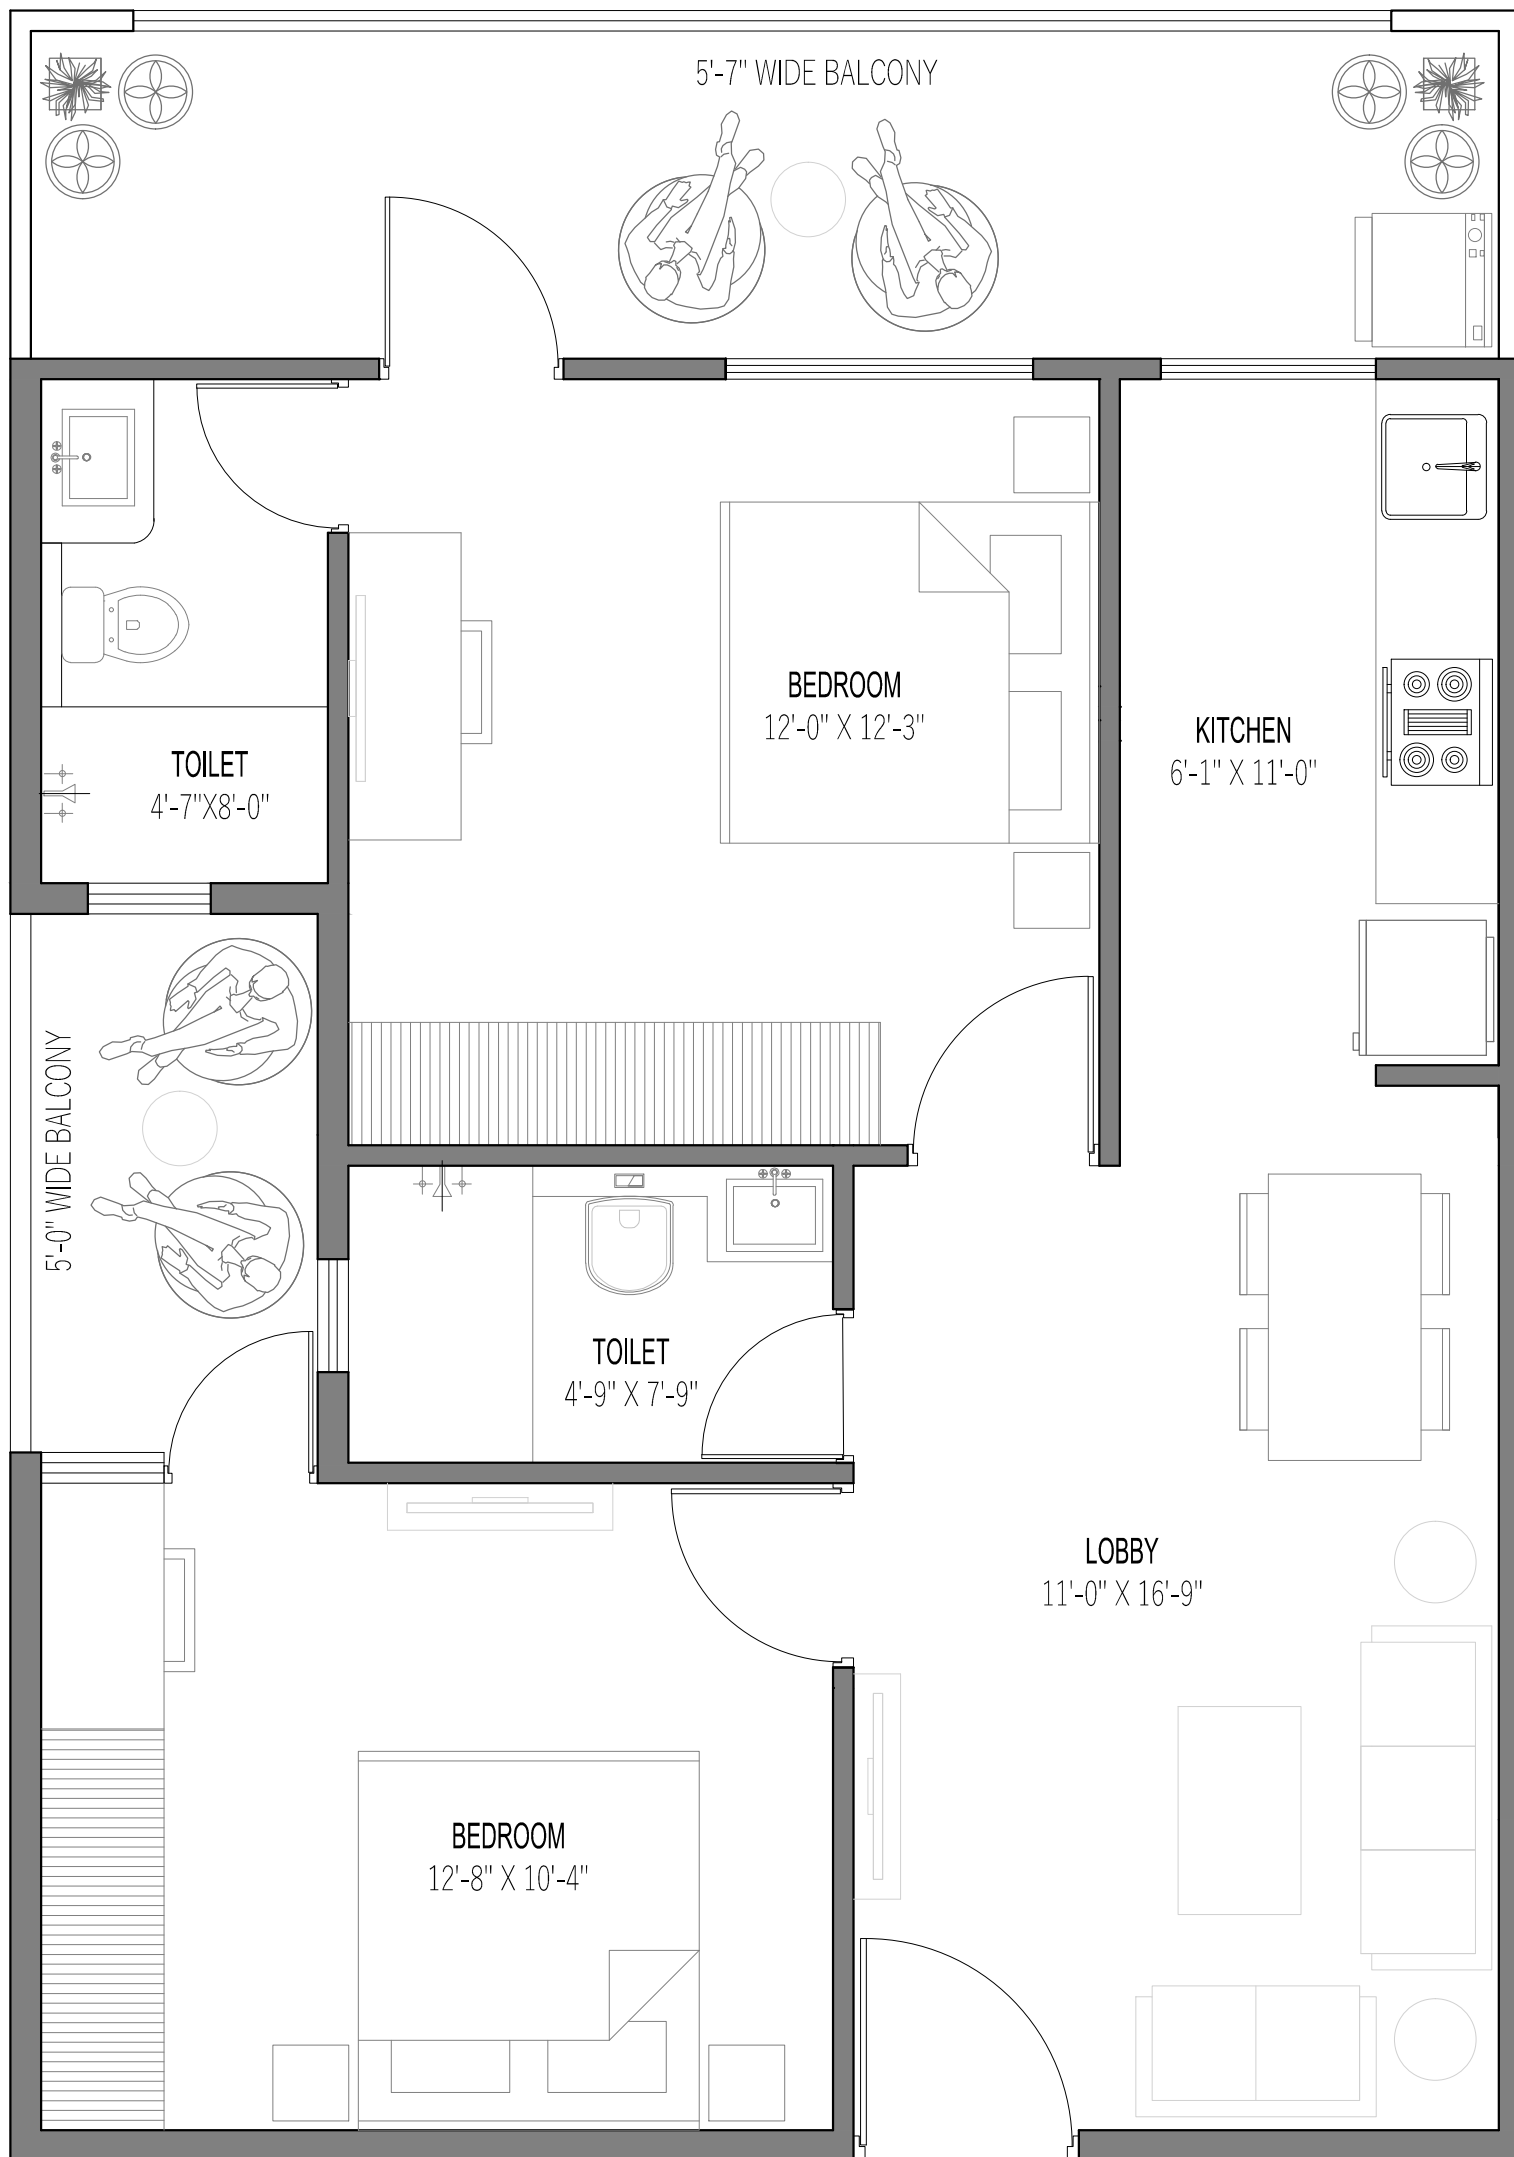 5'-7" WIDE BALCONY
BEDROOM
12'-0" X 12'-3"
KITCHEN
6'-1" X 11'-0"
TOILET
4'-7"X8'-0"
5'-0" WIDE BALCONY
TOILET
4'-9" X 7'-9"
LOBBY
11'-0" X 16'-9"
BEDROOM
12'-8" X 10'-4"